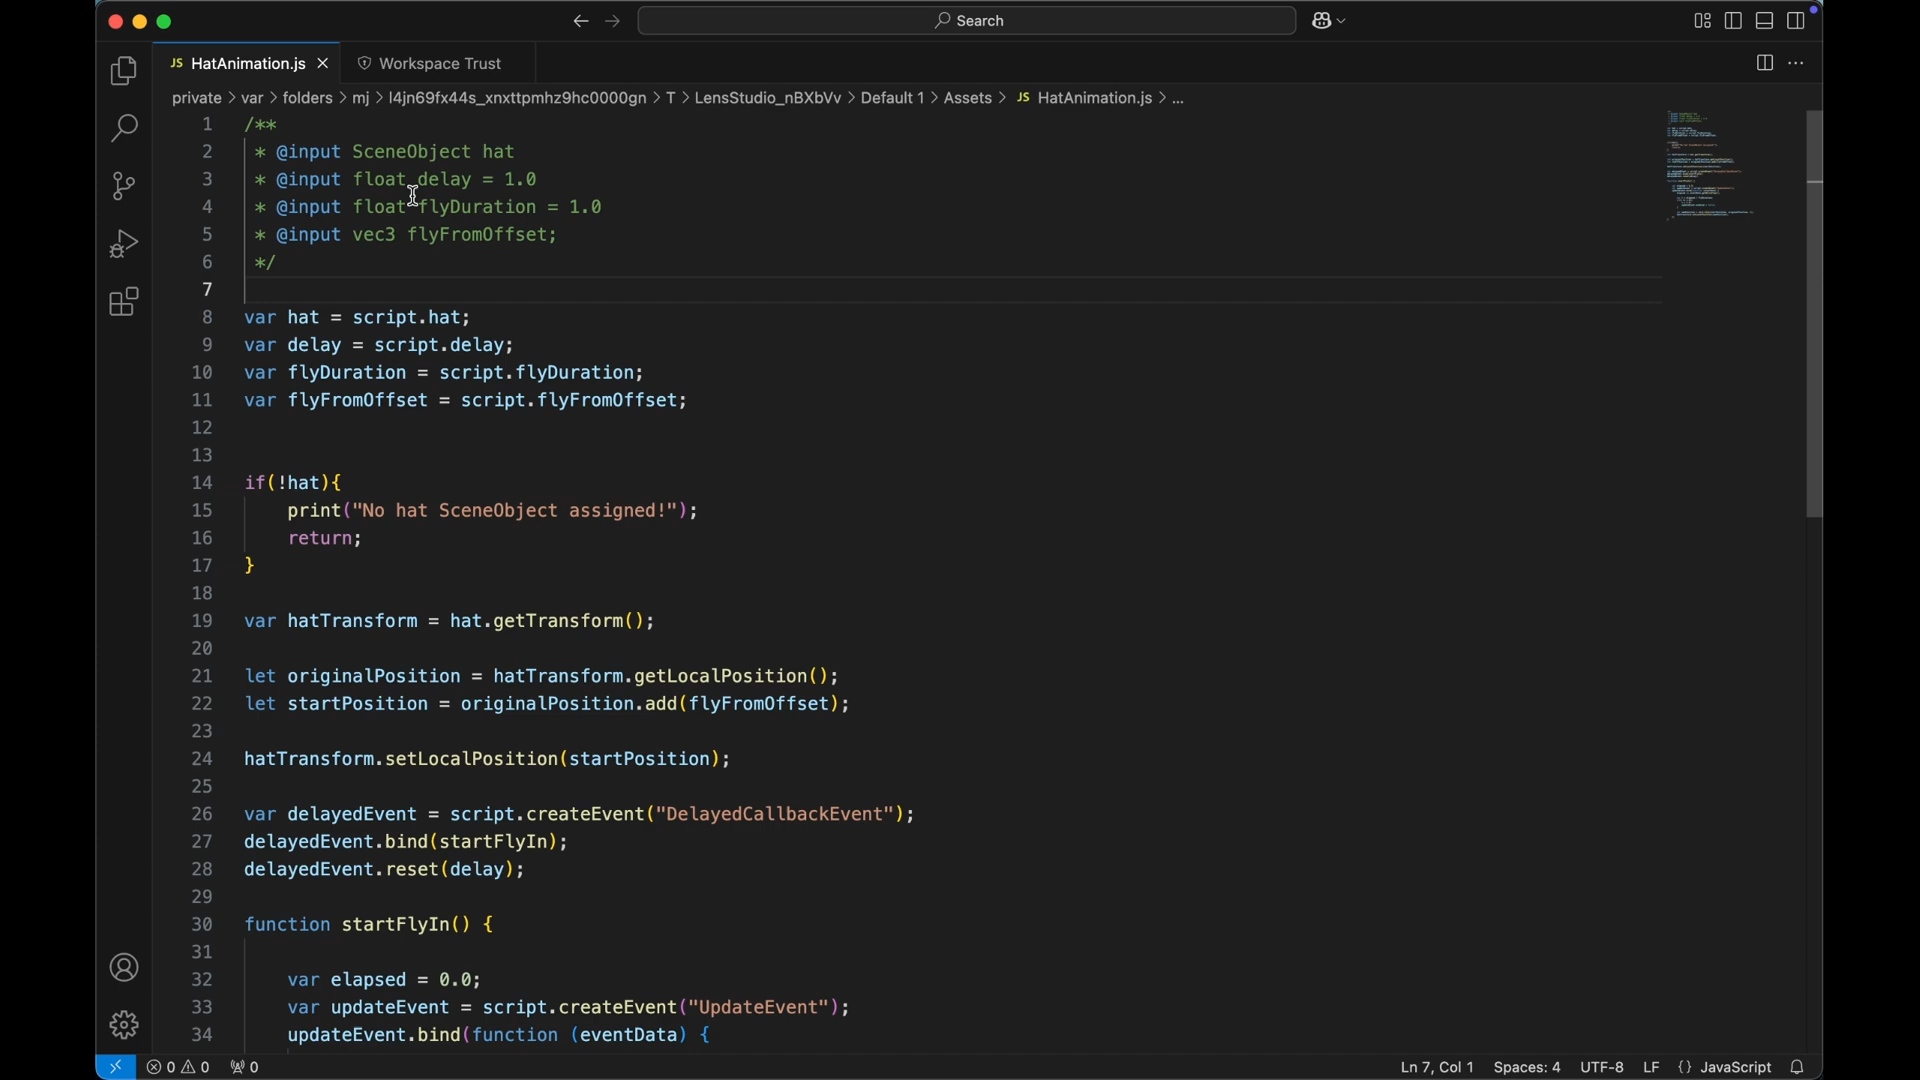 Search
JS HatAnimation.js
Workspace Trust
private > var > folders > mj > l4jn69fx44s_xnxttpmhz9hc0000gn > T > LensStudio_nBXbVv > Default 1 > Assets > JS HatAnimation.js > ...
1 /**
2 * @input SceneObject hat
3 * @input float delay = 1.0
4 * @input float flyDuration = 1.0
5 * @input vec3 flyFromOffset;
6 */
7
8 var hat = script.hat;
9 var delay = script.delay;
10 var flyDuration = script.flyDuration;
11 var flyFromOffset = script.flyFromOffset;
12
13
14 if(!hat){
15 print("No hat SceneObject assigned!");
16 return;
17 }
18
19 var hatTransform = hat.getTransform();
20
21 let originalPosition = hatTransform.getLocalPosition();
22 let startPosition = originalPosition.add(flyFromOffset);
23
24 hatTransform.setLocalPosition(startPosition);
25
26 var delayedEvent = script.createEvent("DelayedCallbackEvent");
27 delayedEvent.bind(startFlyIn);
28 delayedEvent.reset(delay);
29
30 function startFlyIn() {
31
32 var elapsed = 0.0;
33 var updateEvent = script.createEvent("UpdateEvent");
34 updateEvent.bind(function (eventData) {
0 0 0 Ln 7, Col 1 Spaces: 4 UTF-8 LF {} JavaScript